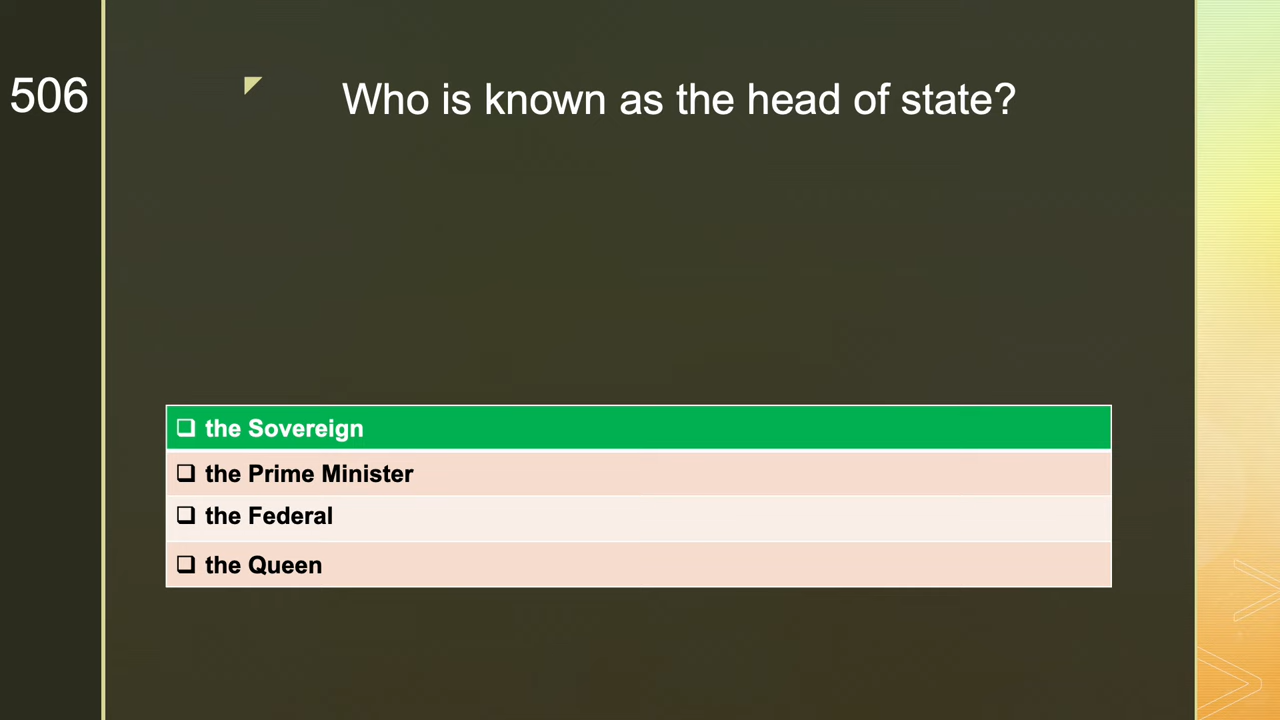 506
Who is known as the head of state?
❑ the Sovereign
❑ the Prime Minister
❑ the Federal
❑ the Queen